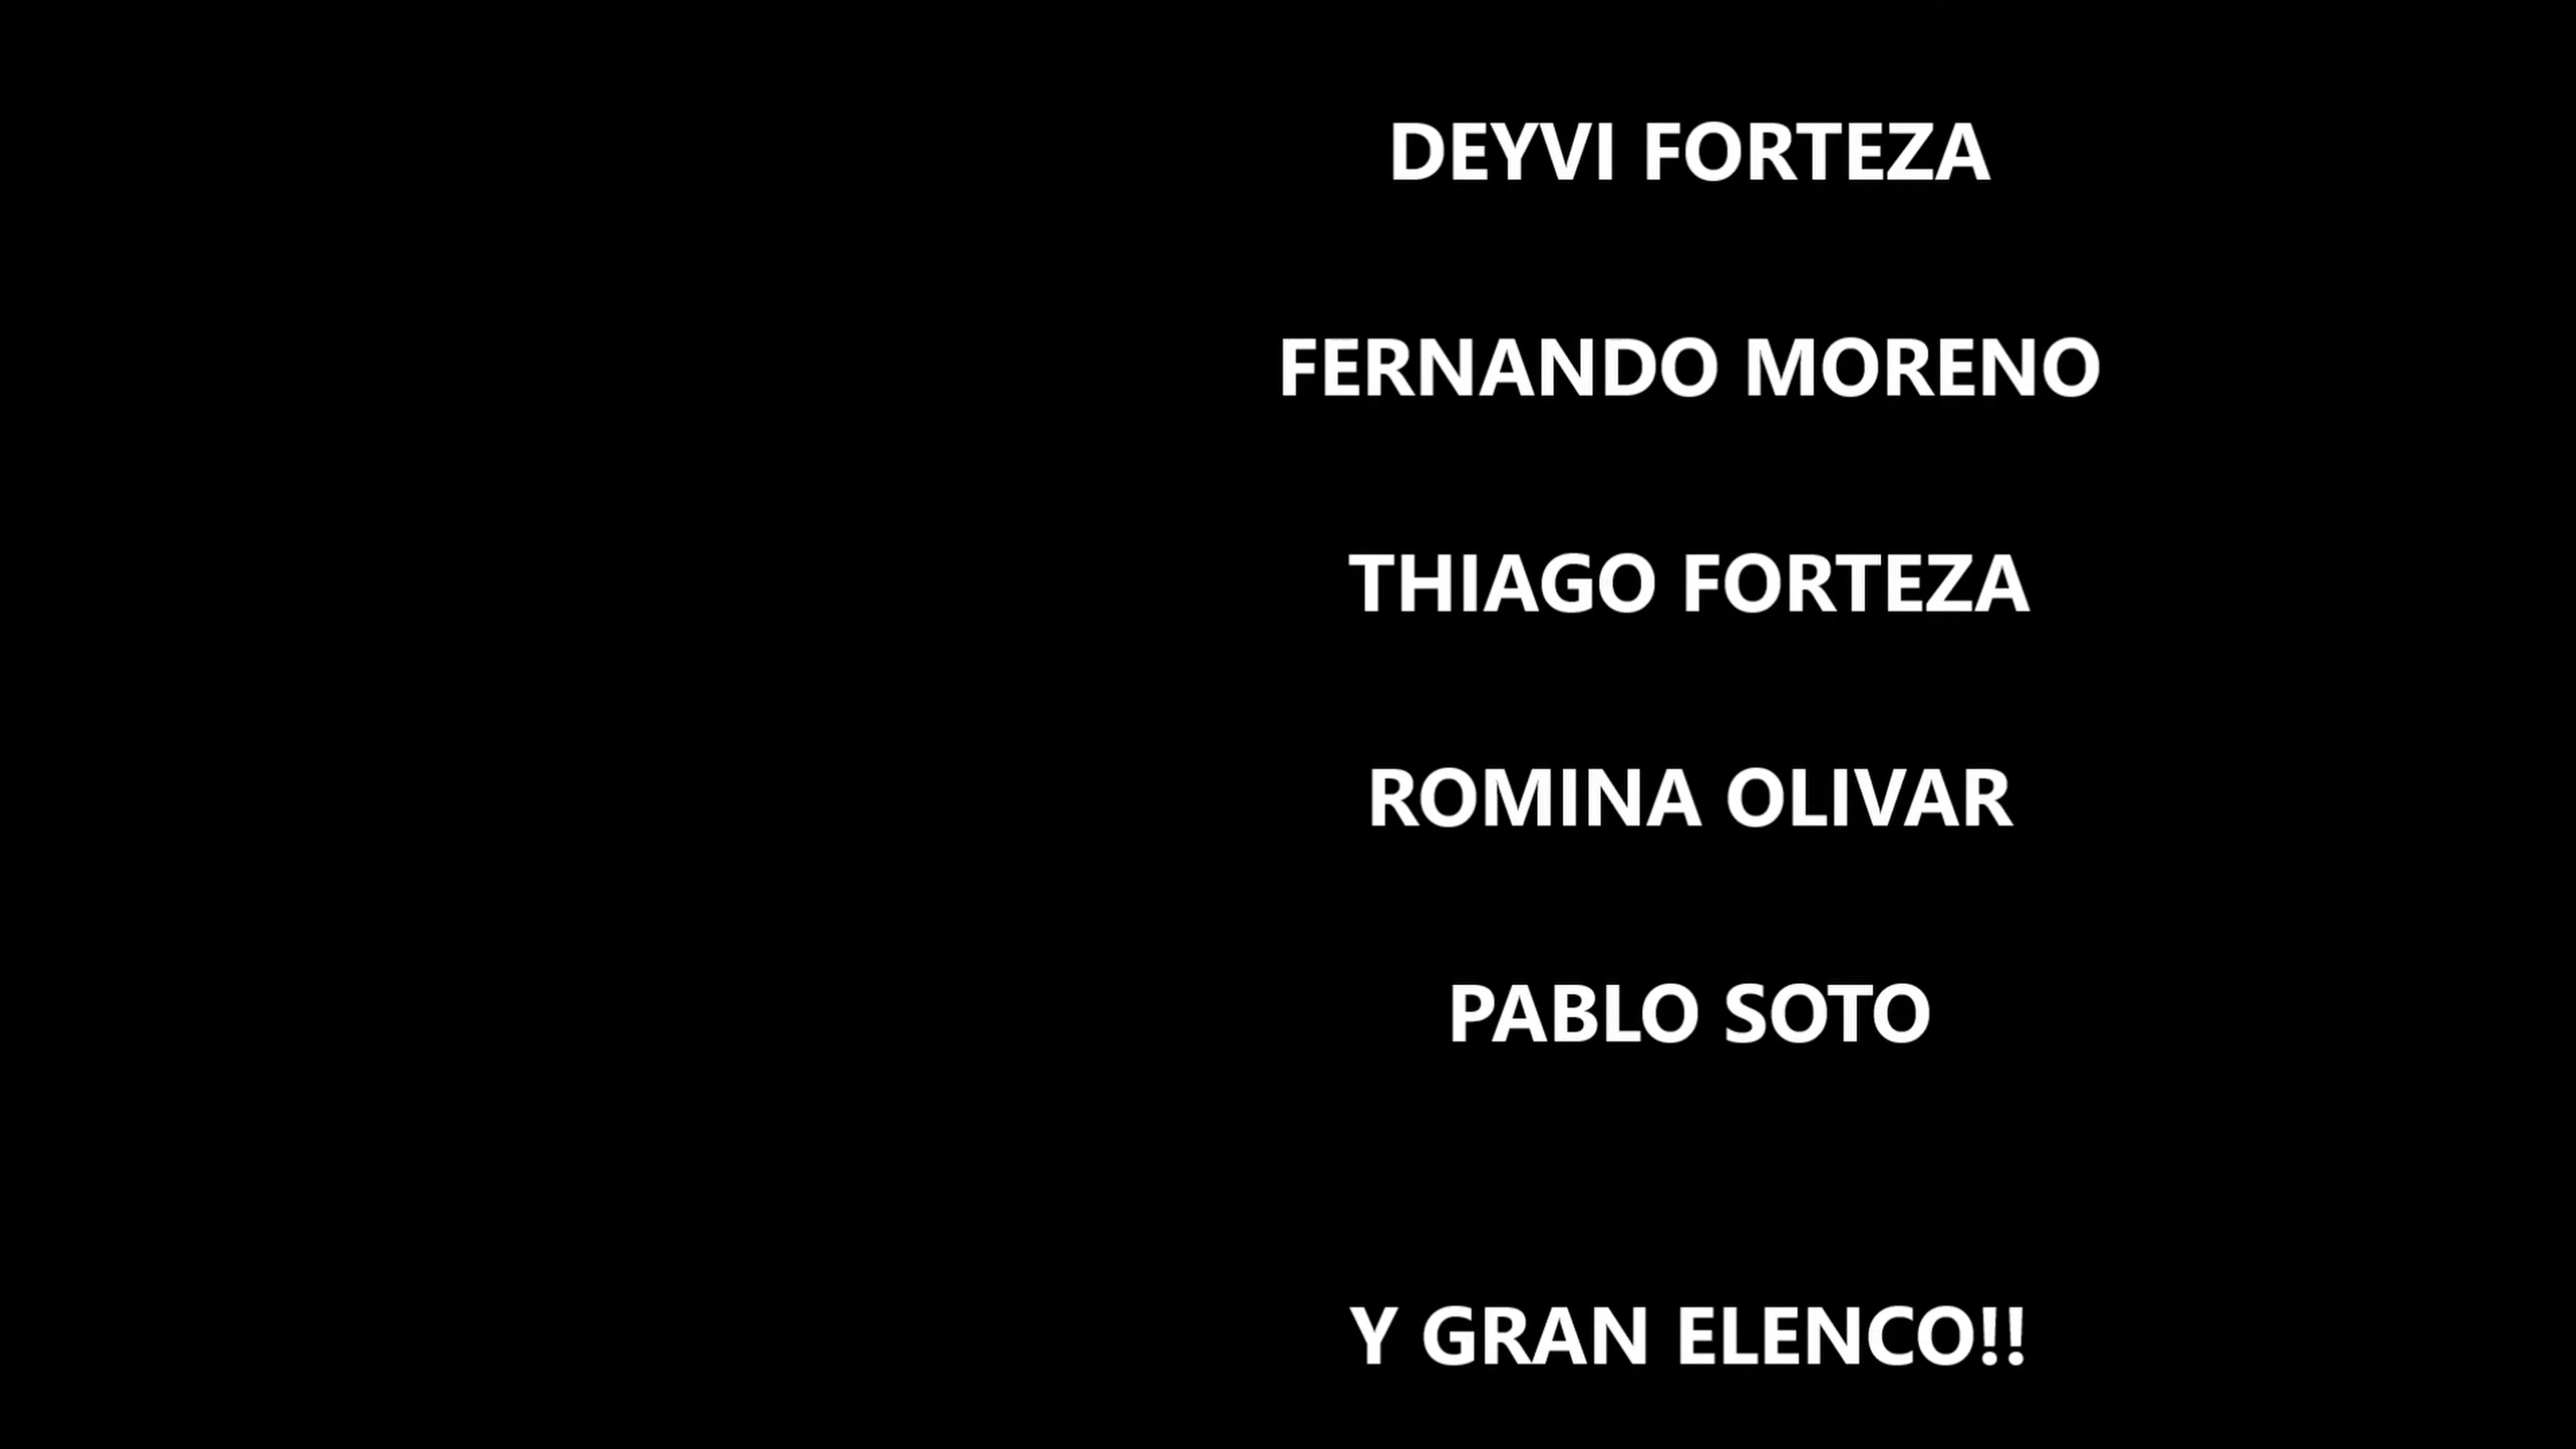 DEYVI FORTEZA
FERNANDO MORENO
THIAGO FORTEZA
ROMINA OLIVAR
PABLO SOTO
Y GRAN ELENCO!!